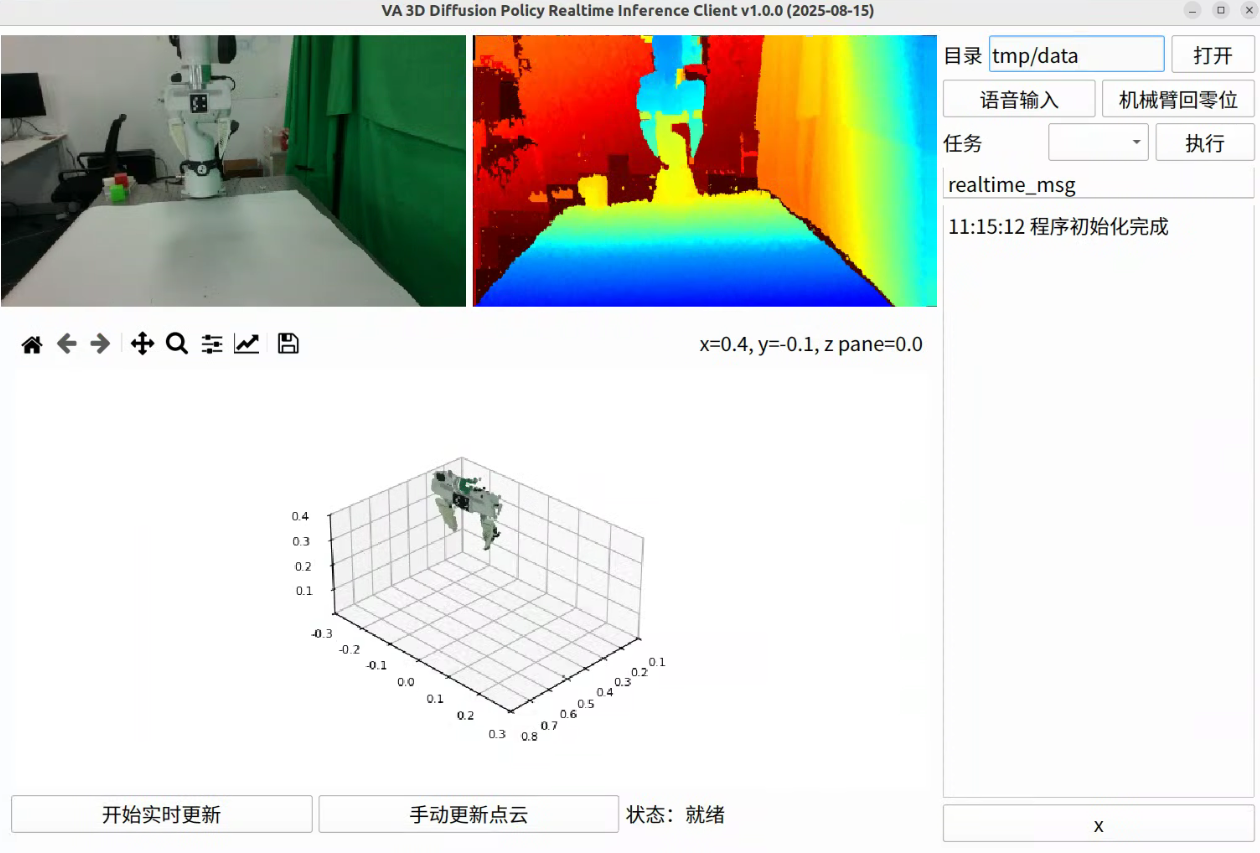 VA 3D Diffusion Policy Realtime Inference Client v1.0.0 (2025-08-15)
目录 tmp/data 打开
语音输入 机械臂回零位
任务 执行
realtime_msg
11:15:12 程序初始化完成
x=0.4, y=-0.1, z pane=0.0
0.4
0.3
0.2
0.1
-0.3
-0.2
-0.1
0.0
0.1
0.2
0.3
0.8
0.7
0.6
0.5
0.4
0.3
0.2
0.1
开始实时更新 手动更新点云 状态：就绪
x